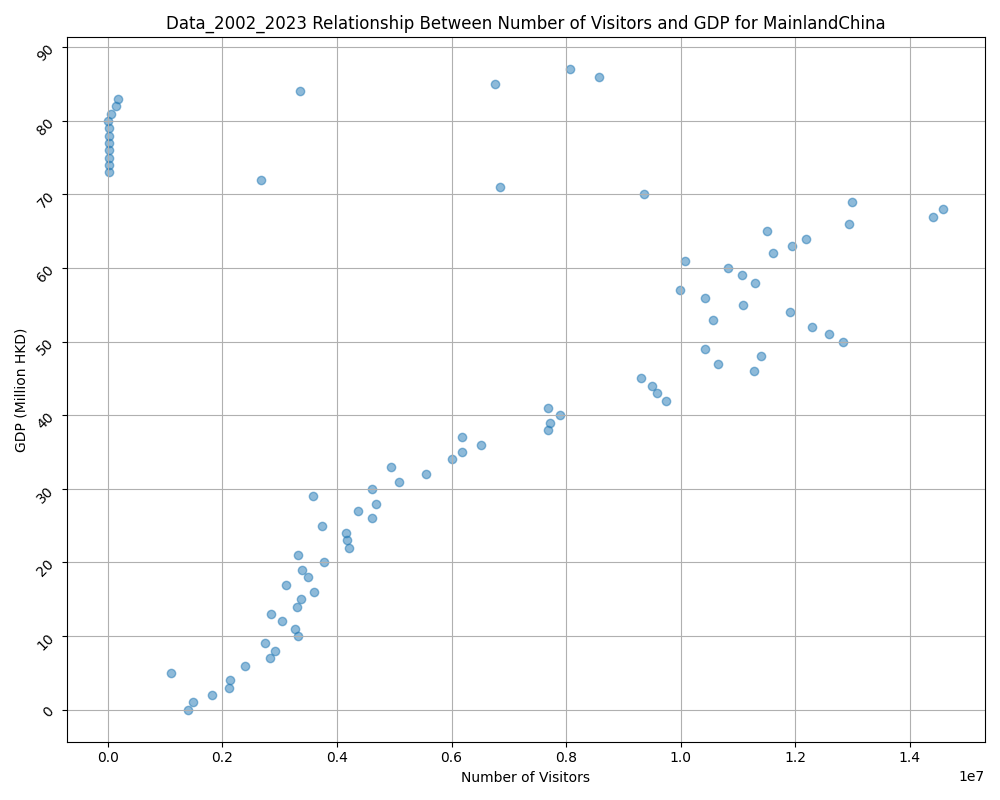 Data_2002_2023 Relationship Between Number of Visitors and GDP for MainlandChina
90
80
70
60
50
40
30
20
10
0
GDP (Million HKD)
0.0 0.2 0.4 0.6 0.8 1.0 1.2 1.4
1e7
Number of Visitors